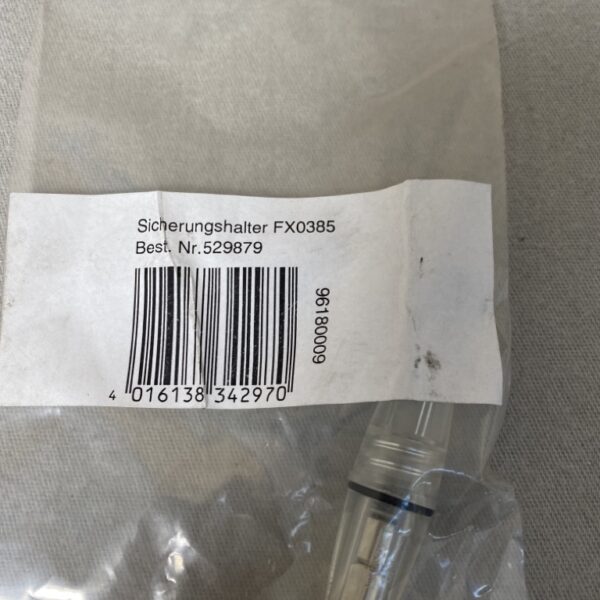 Sicherungshalter FX0385
Best. Nr.529879
96180009
4 016138 342970